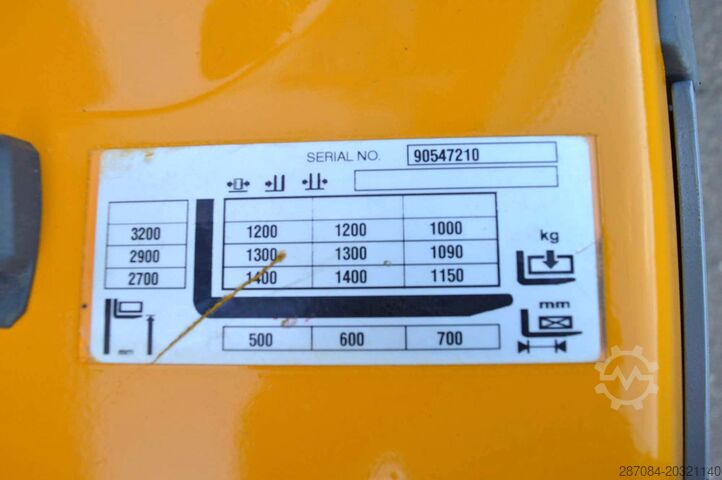 SERIAL NO. 90547210
3200 1200 1200 1000
2900 1300 1300 1090
2700 1400 1400 1150
kg
mm
mm
500 600 700
287084-20321140